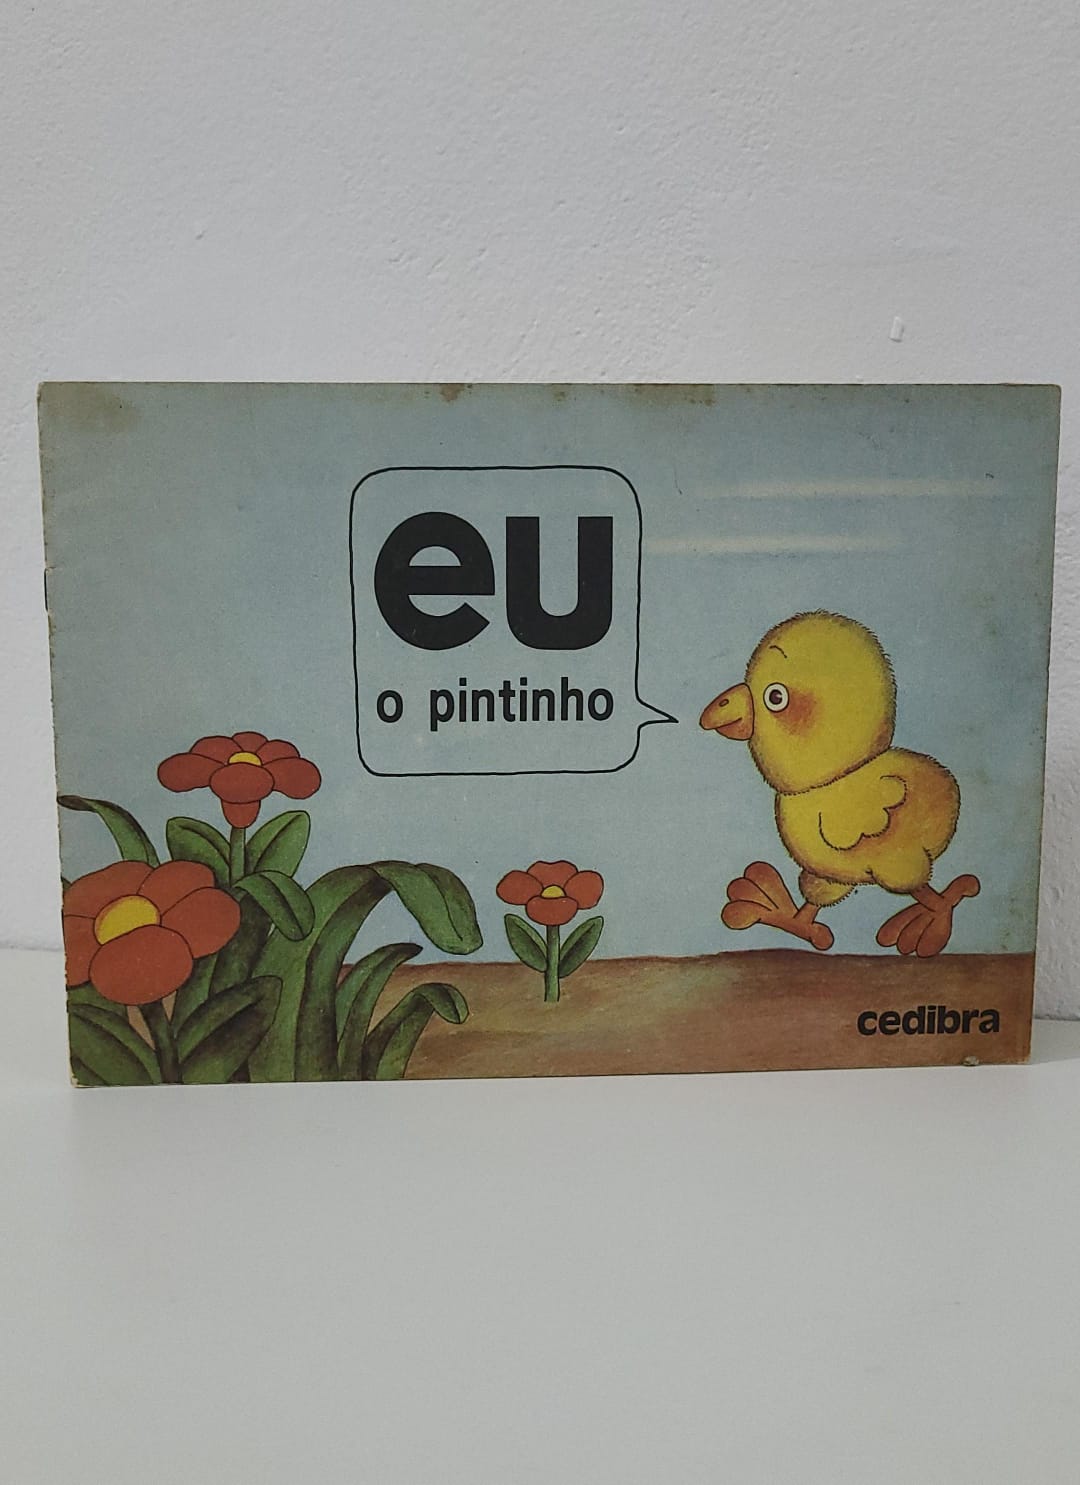 eu
o pintinho
cedibra